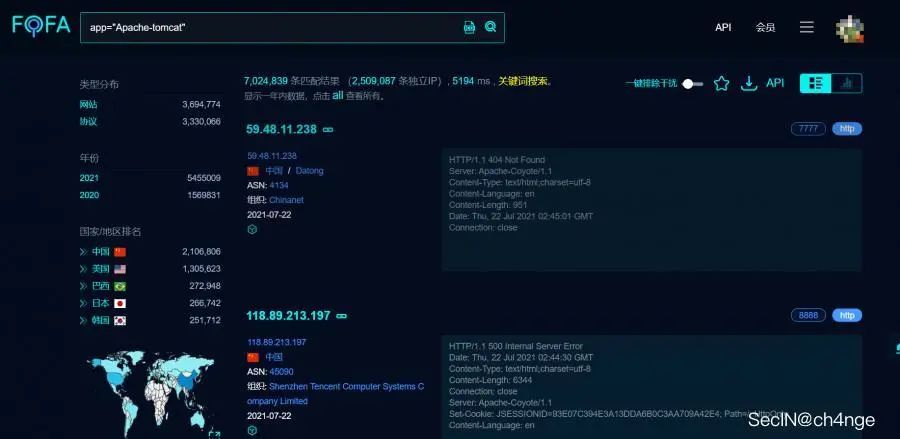 FOFA
app="Apache-tomcat"
API
会员
类型分布
网站 3,694,774
协议 3,330,066
年份
2021 5455009
2020 1569831
国家/地区排名
中国 2,106,806
美国 1,305,623
巴西 272,948
日本 266,742
韩国 251,712
7,024,839 条匹配结果 （2,509,087 条独立IP），5194 ms , 关键词搜索。
显示一年内数据，点击 all 查看所有。
一键排除干扰
API
59.48.11.238
7777 http
59.48.11.238
中国 / Datong
ASN: 4134
组织: Chinanet
2021-07-22
HTTP/1.1 404 Not Found
Server: Apache-Coyote/1.1
Content-Type: text/html;charset=utf-8
Content-Language: en
Content-Length: 951
Date: Thu, 22 Jul 2021 02:45:01 GMT
Connection: close
118.89.213.197
8888 http
118.89.213.197
中国
ASN: 45090
组织: Shenzhen Tencent Computer Systems C
ompany Limited
2021-07-22
HTTP/1.1 500 Internal Server Error
Date: Thu, 22 Jul 2021 02:44:30 GMT
Content-Type: text/html;charset=utf-8
Content-Length: 6344
Connection: close
Server: Apache-Coyote/1.1
Set-Cookie: JSESSIONID=93E07C394E3A13DDA6B0C3AA709A42E4; Path=/; HttpOnly
SecIN@ch4nge